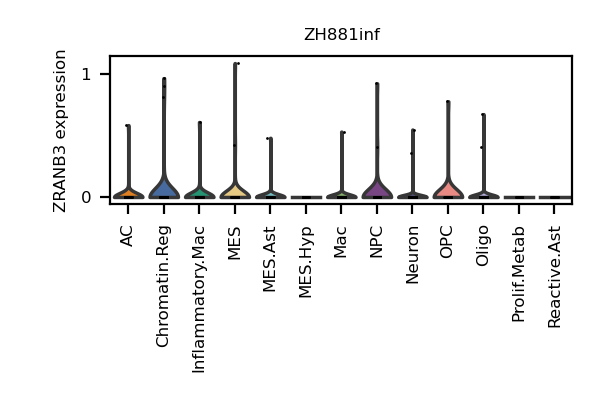 ZH881inf
ZRANB3 expression
1
0
AC
Chromatin.Reg
Inflammatory.Mac
MES
MES.Ast
MES.Hyp
Mac
NPC
Neuron
OPC
Oligo
Prolif.Metab
Reactive.Ast